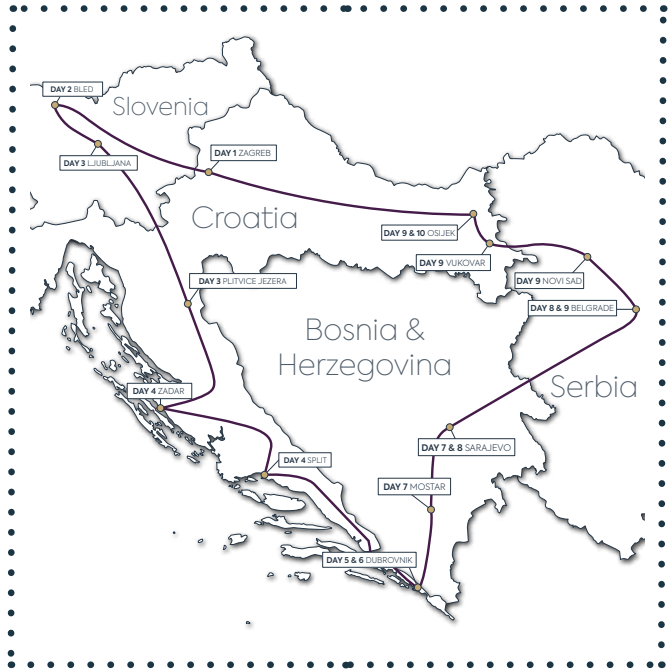 DAY 2 BLED
Slovenia
DAY 1 ZAGREB
DAY 3 LJUBLJANA
Croatia
DAY 9 & 10 OSIJEK
DAY 9 VUKOVAR
DAY 9 NOVI SAD
DAY 3 PLITVICE JEZERA
DAY 8 & 9 BELGRADE
Bosnia &
Herzegovina
Serbia
DAY 4 ZADAR
DAY 7 & 8 SARAJEVO
DAY 4 SPLIT
DAY 7 MOSTAR
DAY 5 & 6 DUBROVNIK